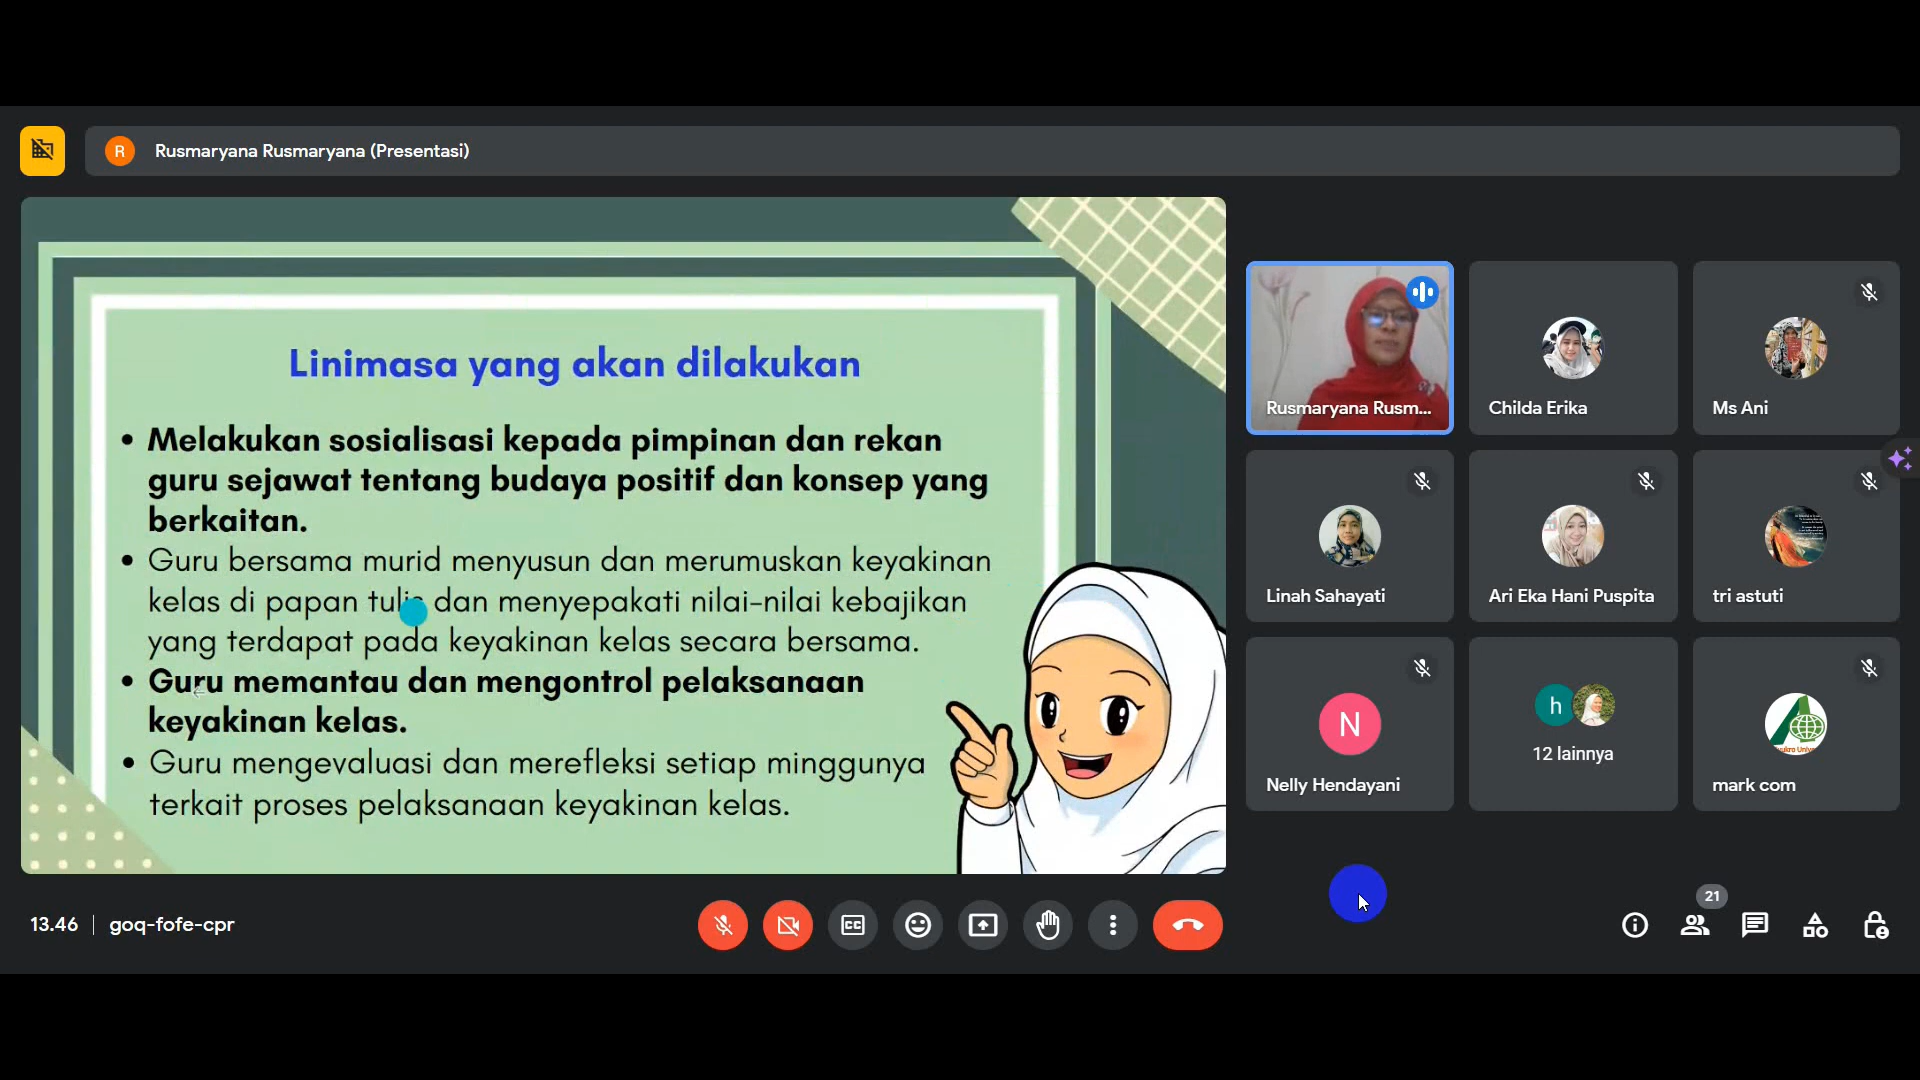 R Rusmaryana Rusmaryana (Presentasi)
Linimasa yang akan dilakukan
• Melakukan sosialisasi kepada pimpinan dan rekan
guru sejawat tentang budaya positif dan konsep yang
berkaitan.
• Guru bersama murid menyusun dan merumuskan keyakinan
kelas di papan tulis dan menyepakati nilai-nilai kebajikan
yang terdapat pada keyakinan kelas secara bersama.
• Guru memantau dan mengontrol pelaksanaan
keyakinan kelas.
• Guru mengevaluasi dan merefleksi setiap minggunya
terkait proses pelaksanaan keyakinan kelas.
Rusmaryana Rusm...
Childa Erika
Ms Ani
Linah Sahayati
Ari Eka Hani Puspita
tri astuti
N
Nelly Hendayani
h
12 lainnya
mark com
13.46 | goq-fofe-cpr
CC
21